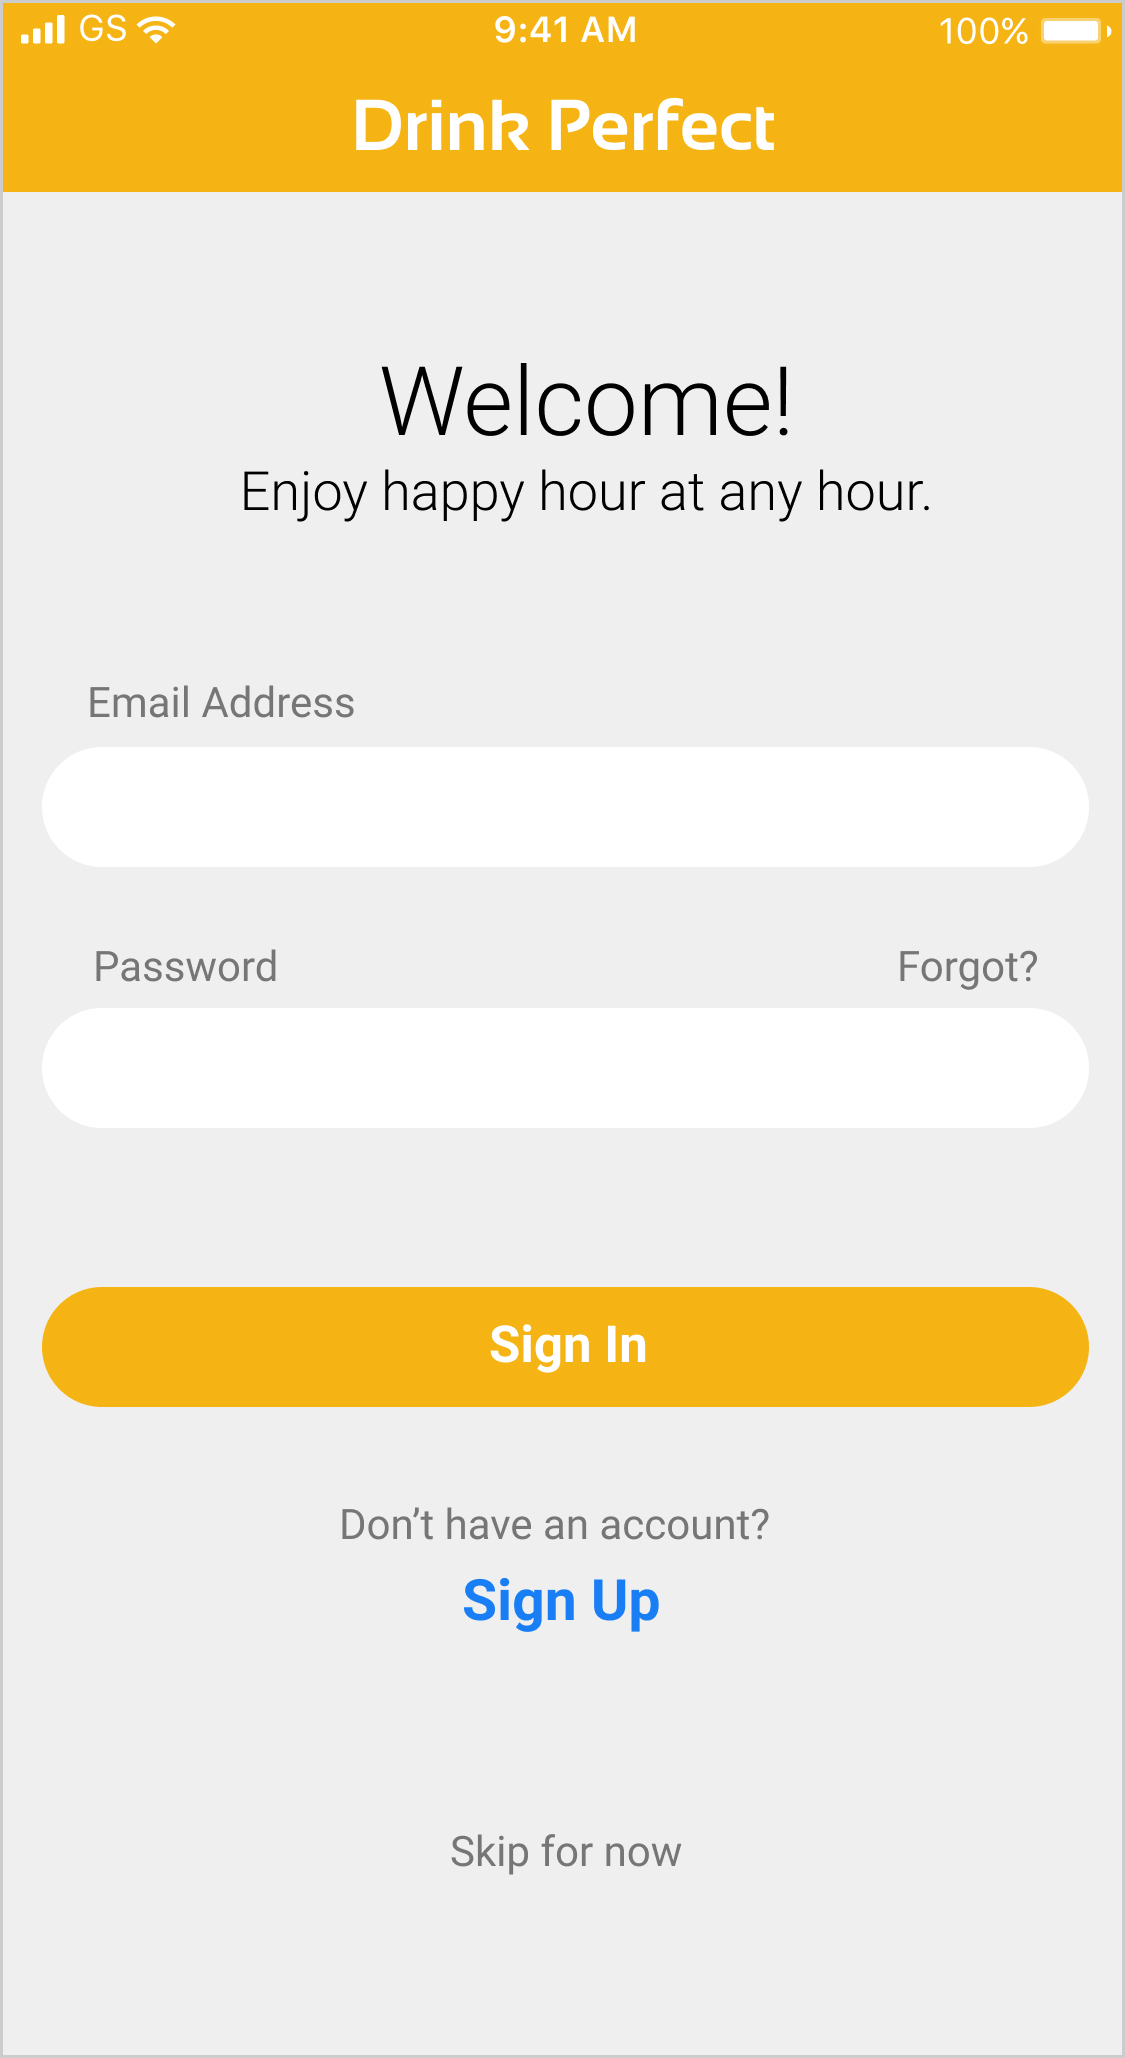 GS 9:41 AM 100%
Drink Perfect
Welcome!
Enjoy happy hour at any hour.
Email Address
Password Forgot?
Sign In
Don’t have an account?
Sign Up
Skip for now